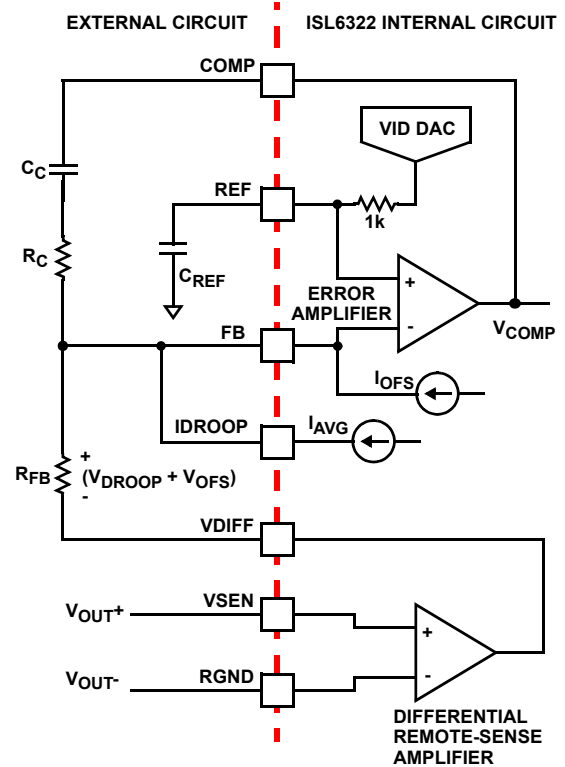 EXTERNAL CIRCUIT
ISL6322 INTERNAL CIRCUIT
COMP
VID DAC
CC
REF
1k
RC
CREF
ERROR
AMPLIFIER
+
-
VCOMP
FB
IOFS
IDROOP
IAVG
RFB
+
(VDROOP + VOFS)
-
VDIFF
VOUT+
VSEN
+
VOUT-
RGND
-
DIFFERENTIAL
REMOTE-SENSE
AMPLIFIER